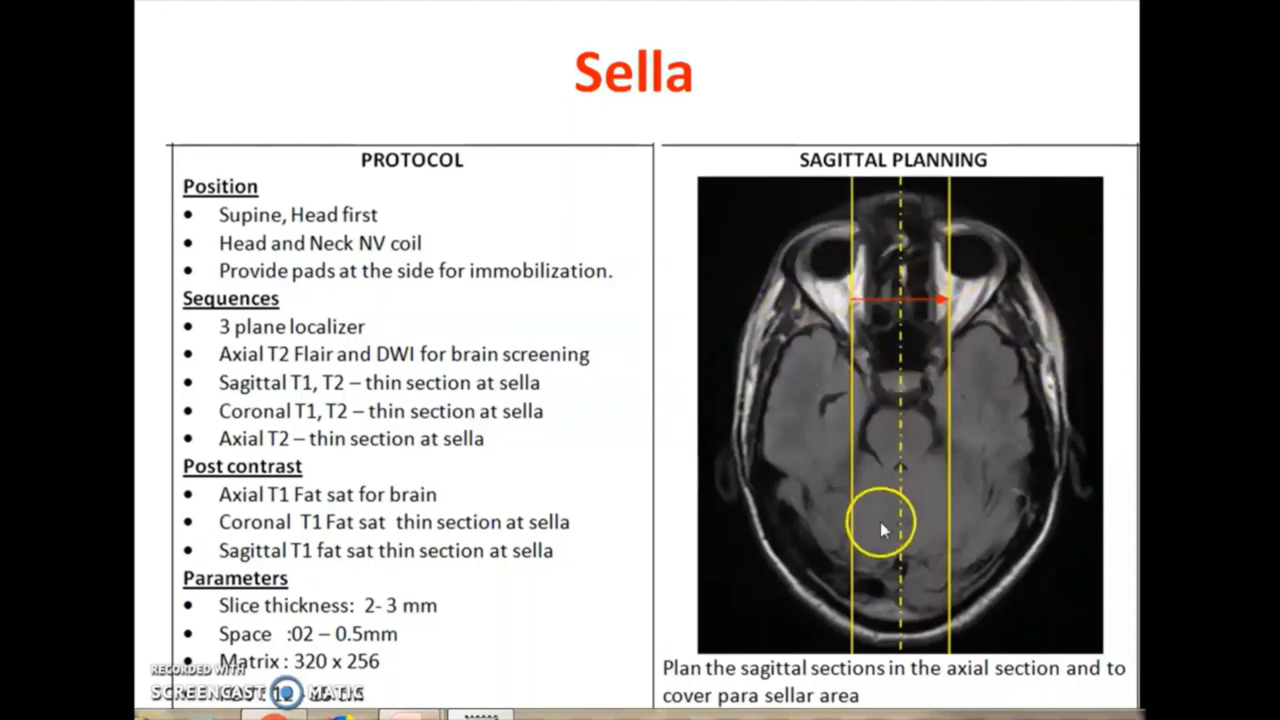 Sella
PROTOCOL
Position
• Supine, Head first
• Head and Neck NV coil
• Provide pads at the side for immobilization.
Sequences
• 3 plane localizer
• Axial T2 Flair and DWI for brain screening
• Sagittal T1, T2 – thin section at sella
• Coronal T1, T2 – thin section at sella
• Axial T2 – thin section at sella
Post contrast
• Axial T1 Fat sat for brain
• Coronal T1 Fat sat thin section at sella
• Sagittal T1 fat sat thin section at sella
Parameters
• Slice thickness: 2- 3 mm
• Space :02 – 0.5mm
• Matrix : 320 x 256
SAGITTAL PLANNING
Plan the sagittal sections in the axial section and to
cover para sellar area
RECORDED WITH
SCREENCAST MATIC